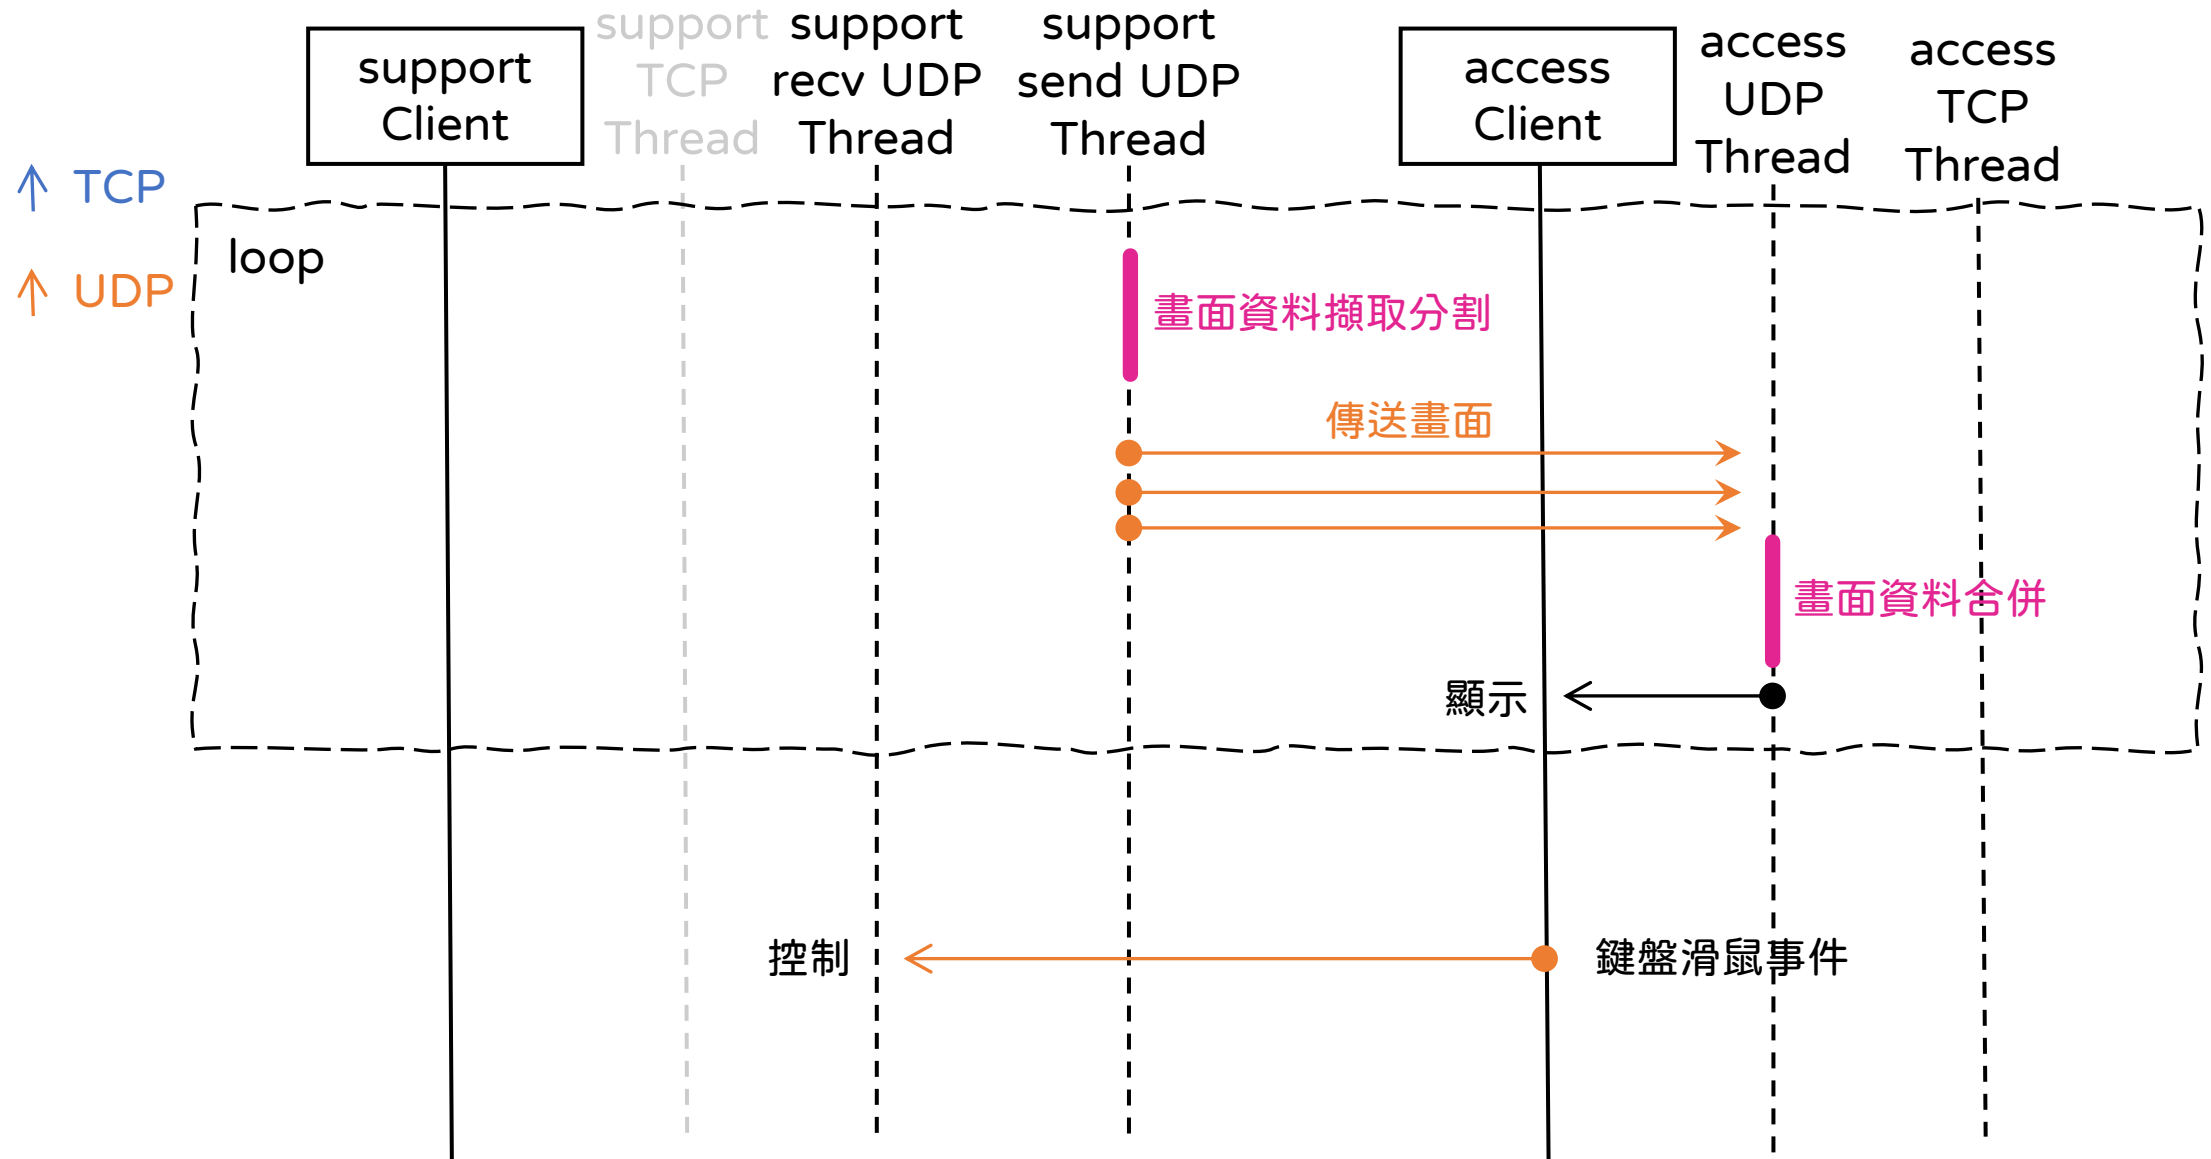 support
Client
support
TCP
Thread
support
recv UDP
Thread
support
send UDP
Thread
access
Client
access
UDP
Thread
access
TCP
Thread
TCP
UDP
loop
畫面資料擷取分割
傳送畫面
畫面資料合併
顯示
控制
鍵盤滑鼠事件